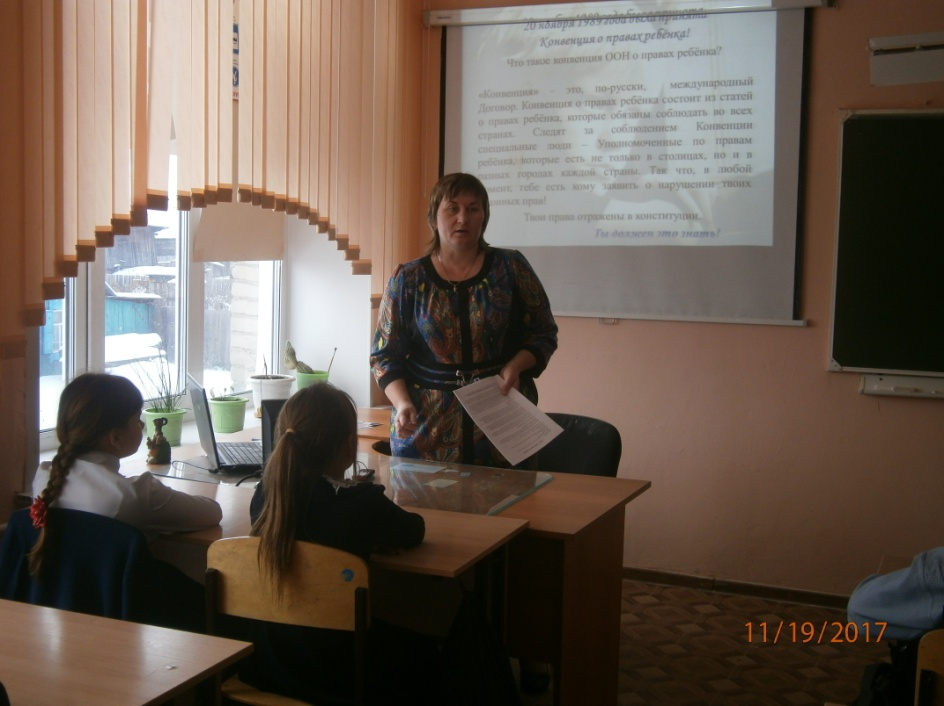 20 ноября 1989 года была принята
Конвенция о правах ребёнка!
Что такое конвенция ООН о правах ребёнка?
«Конвенция» – это, по-русски, международный
Договор. Конвенция о правах ребёнка состоит из статей
о правах ребёнка, которые обязаны соблюдать во всех
странах. Следят за соблюдением Конвенции
специальные люди – Уполномоченные по правам
ребёнка, которые есть не только в столицах, но и в
разных городах каждой страны. Так что, в любой
момент, тебе есть кому заявить о нарушении твоих
прав!
Твои права отражены в конституции.
Ты должен это знать!
11/19/2017